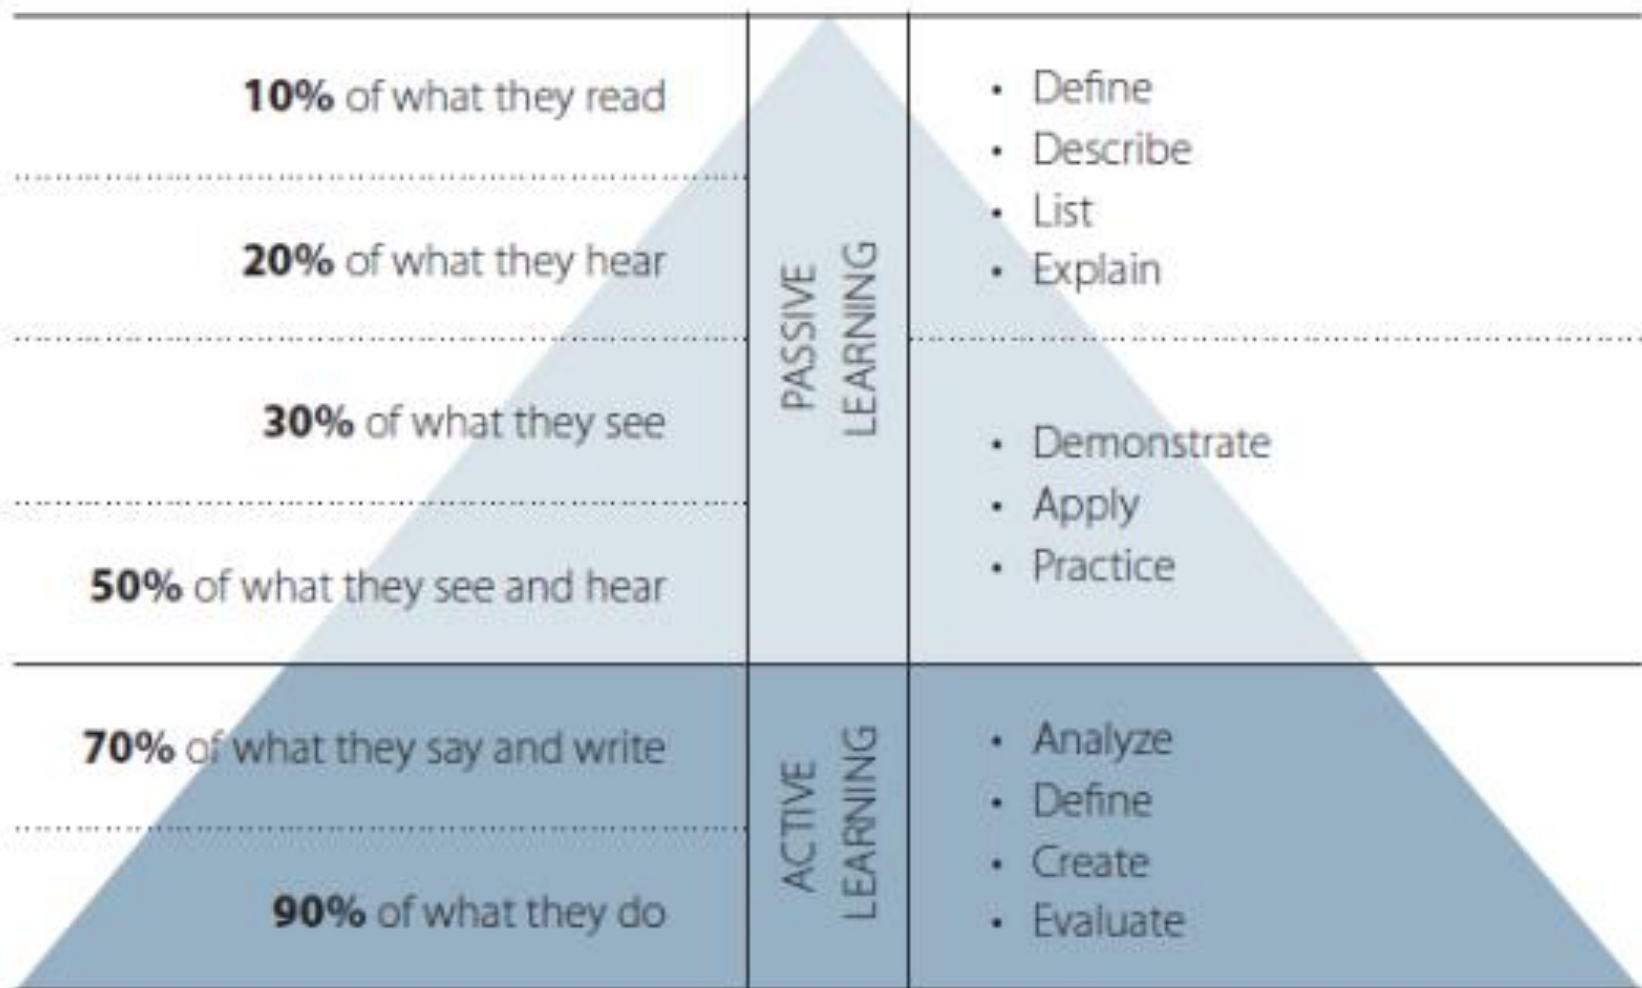 10% of what they read
20% of what they hear
30% of what they see
50% of what they see and hear
70% of what they say and write
90% of what they do
PASSIVE
LEARNING
ACTIVE
LEARNING
• Define
• Describe
• List
• Explain
• Demonstrate
• Apply
• Practice
• Analyze
• Define
• Create
• Evaluate